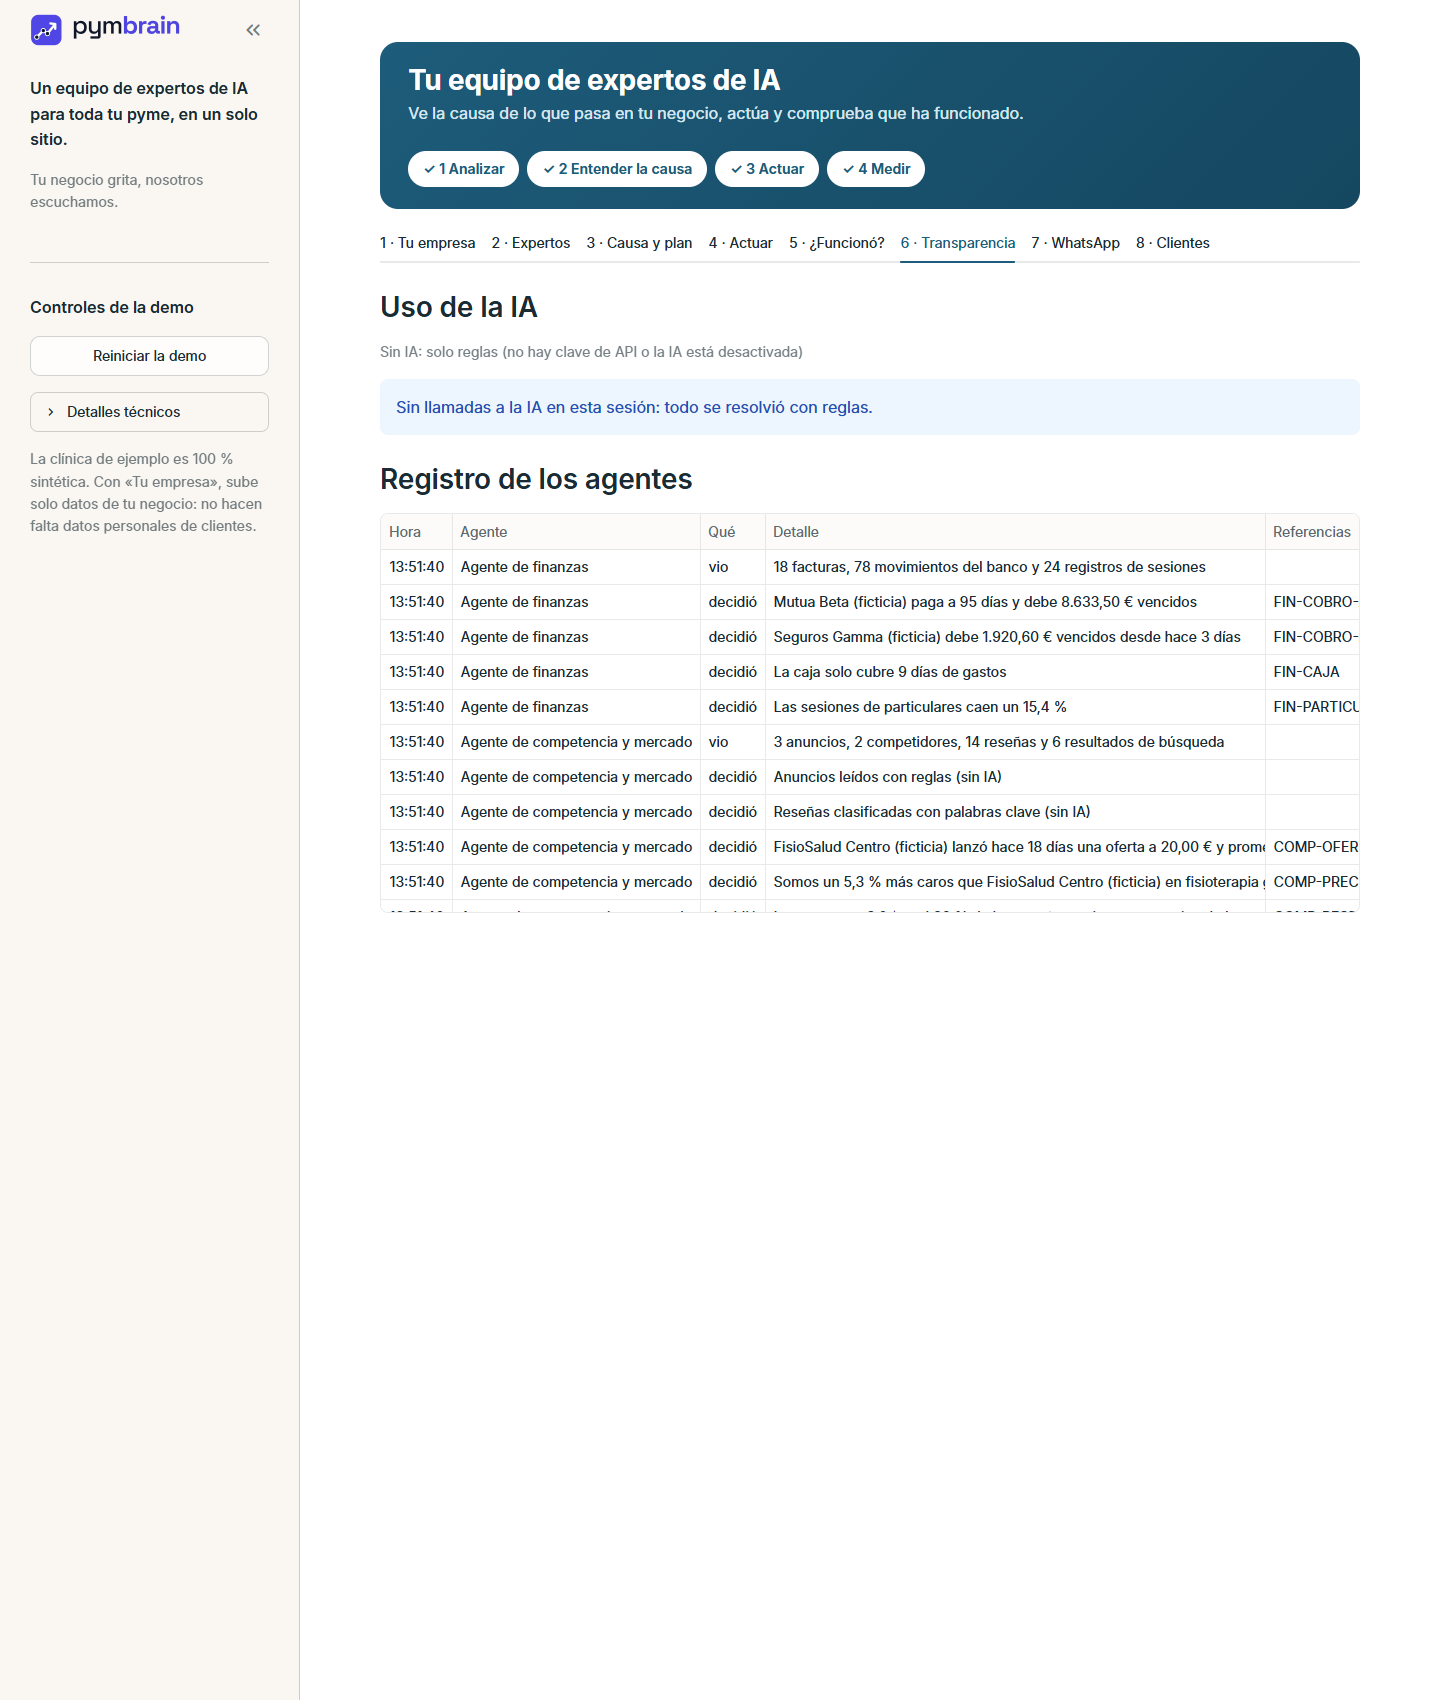 pymbrain
Un equipo de expertos de IA
para toda tu pyme, en un solo
sitio.
Tu negocio grita, nosotros
escuchamos.
Controles de la demo
Reiniciar la demo
Detalles técnicos
La clínica de ejemplo es 100 %
sintética. Con «Tu empresa», sube
solo datos de tu negocio: no hacen
falta datos personales de clientes.
Tu equipo de expertos de IA
Ve la causa de lo que pasa en tu negocio, actúa y comprueba que ha funcionado.
✓ 1 Analizar ✓ 2 Entender la causa ✓ 3 Actuar ✓ 4 Medir
1 · Tu empresa 2 · Expertos 3 · Causa y plan 4 · Actuar 5 · ¿Funcionó? 6 · Transparencia 7 · WhatsApp 8 · Clientes
Uso de la IA
Sin IA: solo reglas (no hay clave de API o la IA está desactivada)
Sin llamadas a la IA en esta sesión: todo se resolvió con reglas.
Registro de los agentes
Hora Agente Qué Detalle Referencias
13:51:40 Agente de finanzas vio 18 facturas, 78 movimientos del banco y 24 registros de sesiones
13:51:40 Agente de finanzas decidió Mutua Beta (ficticia) paga a 95 días y debe 8.633,50 € vencidos FIN-COBRO-
13:51:40 Agente de finanzas decidió Seguros Gamma (ficticia) debe 1.920,60 € vencidos desde hace 3 días FIN-COBRO-
13:51:40 Agente de finanzas decidió La caja solo cubre 9 días de gastos FIN-CAJA
13:51:40 Agente de finanzas decidió Las sesiones de particulares caen un 15,4 % FIN-PARTICU
13:51:40 Agente de competencia y mercado vio 3 anuncios, 2 competidores, 14 reseñas y 6 resultados de búsqueda
13:51:40 Agente de competencia y mercado decidió Anuncios leídos con reglas (sin IA)
13:51:40 Agente de competencia y mercado decidió Reseñas clasificadas con palabras clave (sin IA)
13:51:40 Agente de competencia y mercado decidió FisioSalud Centro (ficticia) lanzó hace 18 días una oferta a 20,00 € y prome COMP-OFER
13:51:40 Agente de competencia y mercado decidió Somos un 5,3 % más caros que FisioSalud Centro (ficticia) en fisioterapia COMP-PREC